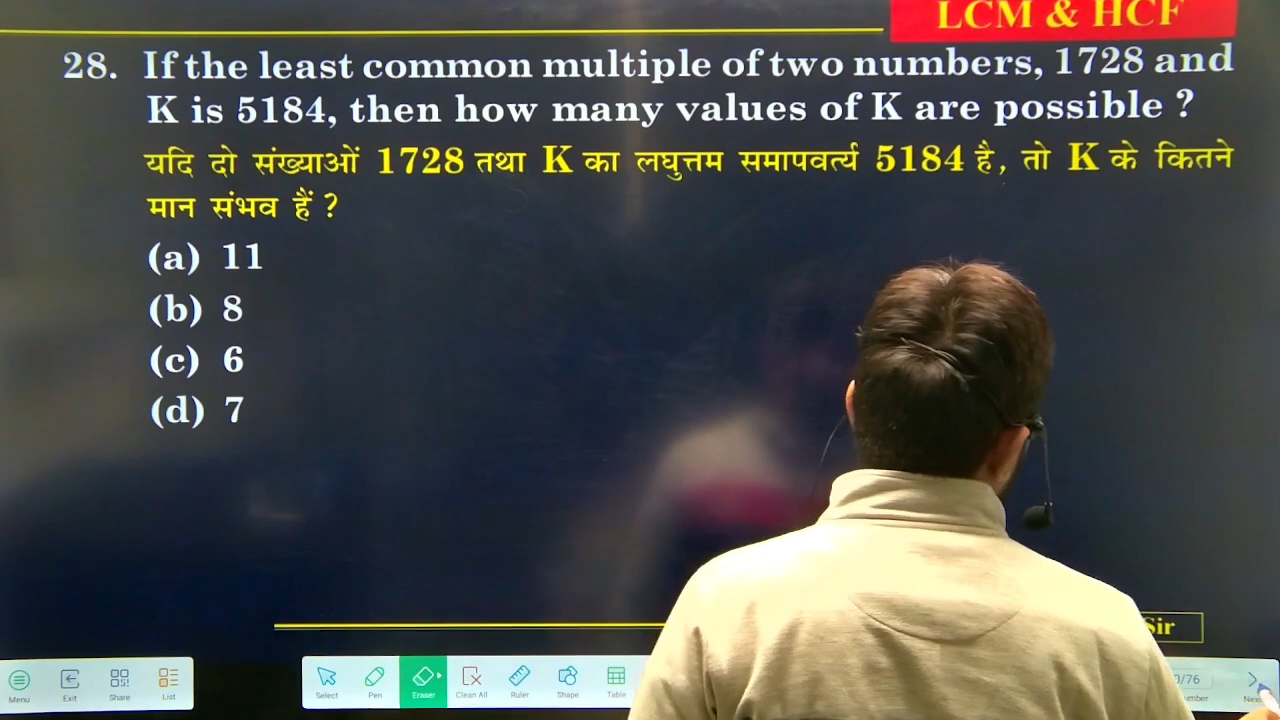 LCM & HCF
28. If the least common multiple of two numbers, 1728 and
K is 5184, then how many values of K are possible ?
यदि दो संख्याओं 1728 तथा K का लघुत्तम समापवर्त्य 5184 है, तो K के कितने
मान संभव हैं ?
(a) 11
(b) 8
(c) 6
(d) 7
Sir
Menu Exit Share List Select Pen Eraser Clean All Ruler Shape Table /76